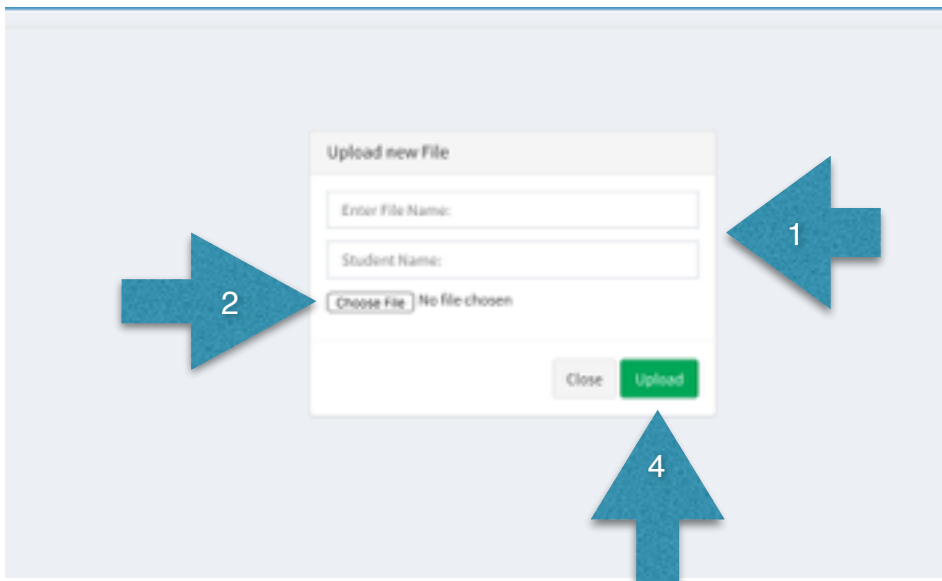 Upload new File
Enter File Name:
1
Student Name:
2
Choose File No file chosen
Close Upload
4